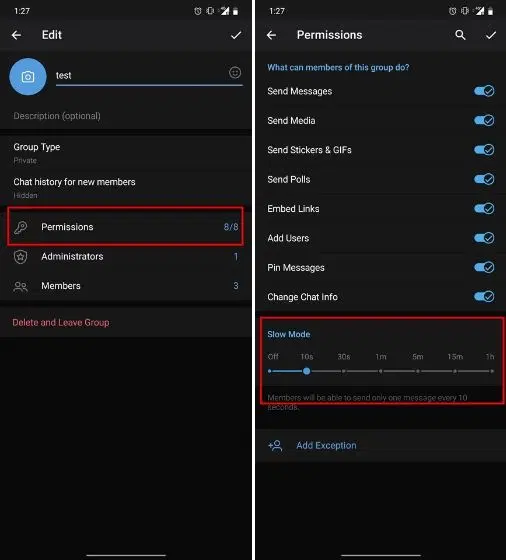 1:27
Edit
test
Description (optional)
Group Type
Private
Chat history for new members
Hidden
Permissions 8/8
Administrators 1
Members 3
Delete and Leave Group
1:27
Permissions
What can members of this group do?
Send Messages
Send Media
Send Stickers & GIFs
Send Polls
Embed Links
Add Users
Pin Messages
Change Chat Info
Slow Mode
Off 10s 30s 1m 5m 15m 1h
Members will be able to send only one message every 10
seconds.
Add Exception